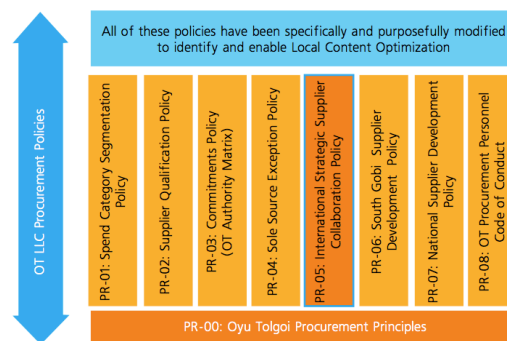 All of these policies have been specifically and purposefully modified
to identify and enable Local Content Optimization
OT LLC Procurement Policies
PR-01: Spend Category Segmentation
Policy
PR-02: Supplier Qualification Policy
PR-03: Commitments Policy
(OT Authority Matrix)
PR-04: Sole Source Exception Policy
PR-05: International Strategic Supplier
Collaboration Policy
PR-06: South Gobi Supplier
Development Policy
PR-07: National Supplier Development
Policy
PR-08: OT Procurement Personnel
Code of Conduct
PR-00: Oyu Tolgoi Procurement Principles